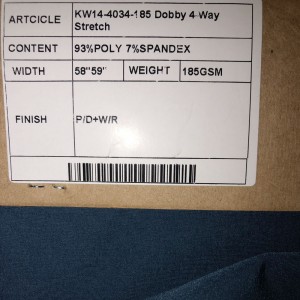 ARTCICLE KW14-4034-185 Dobby 4-Way
Stretch
CONTENT 93%POLY 7%SPANDEX
WIDTH 58"59" WEIGHT 185GSM
FINISH P/D+W/R